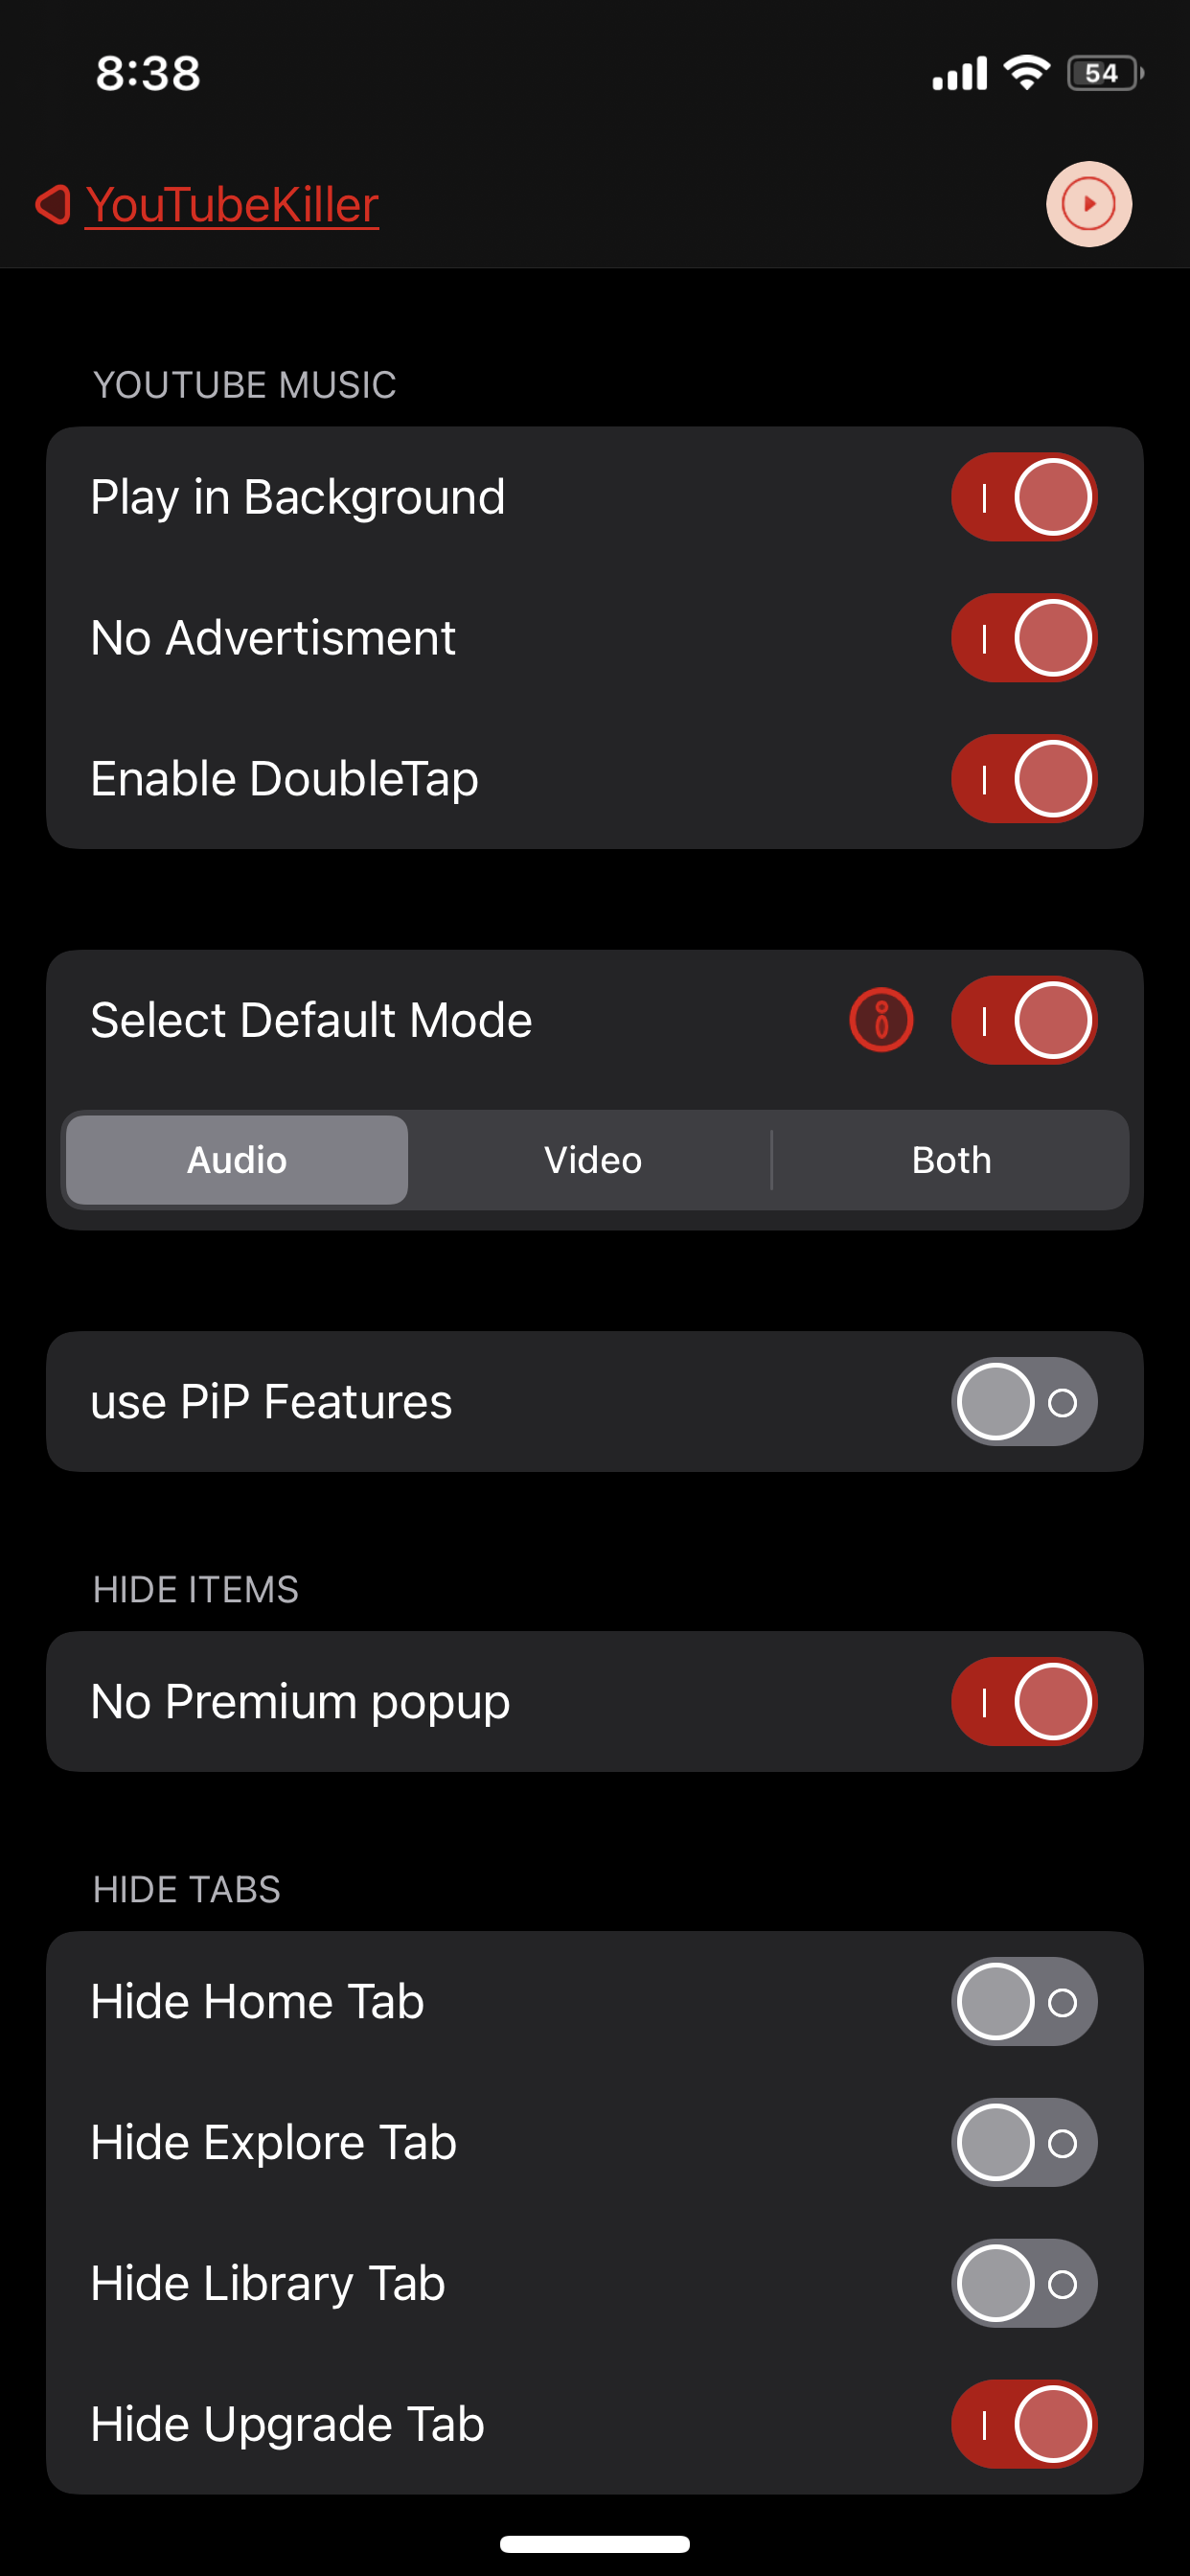 8:38
54
YouTubeKiller
YOUTUBE MUSIC
Play in Background
No Advertisment
Enable DoubleTap
Select Default Mode
Audio Video Both
use PiP Features
HIDE ITEMS
No Premium popup
HIDE TABS
Hide Home Tab
Hide Explore Tab
Hide Library Tab
Hide Upgrade Tab